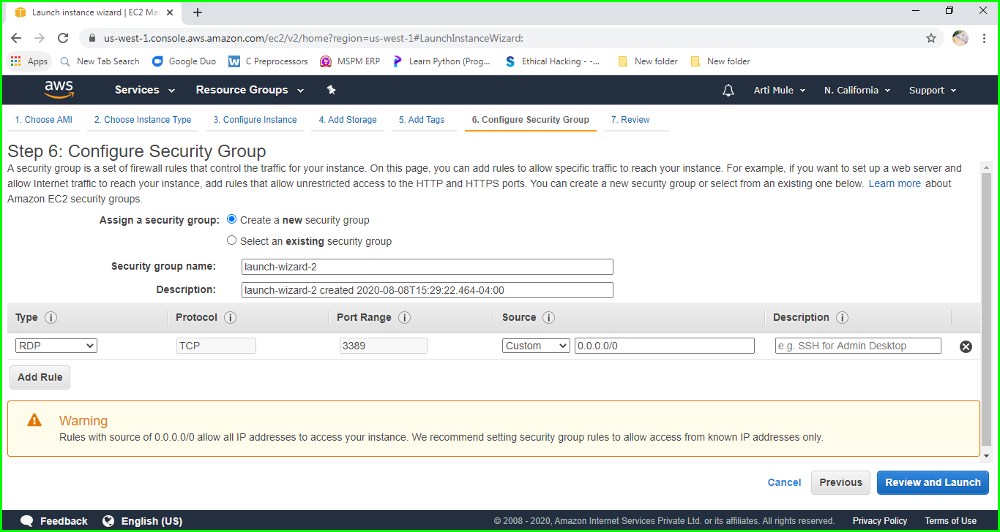 Launch instance wizard | EC2 Ma
us-west-1.console.aws.amazon.com/ec2/v2/home?region=us-west-1#LaunchInstanceWizard:
Apps New Tab Search Google Duo C Preprocessors MSPM ERP Learn Python (Prog... Ethical Hacking - -... New folder New folder
aws Services Resource Groups Arti Mule N. California Support
1. Choose AMI 2. Choose Instance Type 3. Configure Instance 4. Add Storage 5. Add Tags 6. Configure Security Group 7. Review
Step 6: Configure Security Group
A security group is a set of firewall rules that control the traffic for your instance. On this page, you can add rules to allow specific traffic to reach your instance. For example, if you want to set up a web server and
allow Internet traffic to reach your instance, add rules that allow unrestricted access to the HTTP and HTTPS ports. You can create a new security group or select from an existing one below. Learn more about
Amazon EC2 security groups.
Assign a security group: Create a new security group
Select an existing security group
Security group name: launch-wizard-2
Description: launch-wizard-2 created 2020-08-08T15:29:22.464-04:00
Type Protocol Port Range Source Description
RDP TCP 3389 Custom 0.0.0.0/0 e.g. SSH for Admin Desktop
Add Rule
Warning
Rules with source of 0.0.0.0/0 allow all IP addresses to access your instance. We recommend setting security group rules to allow access from known IP addresses only.
Cancel Previous Review and Launch
Feedback English (US) © 2008 - 2020, Amazon Internet Services Private Ltd. or its affiliates. All rights reserved. Privacy Policy Terms of Use